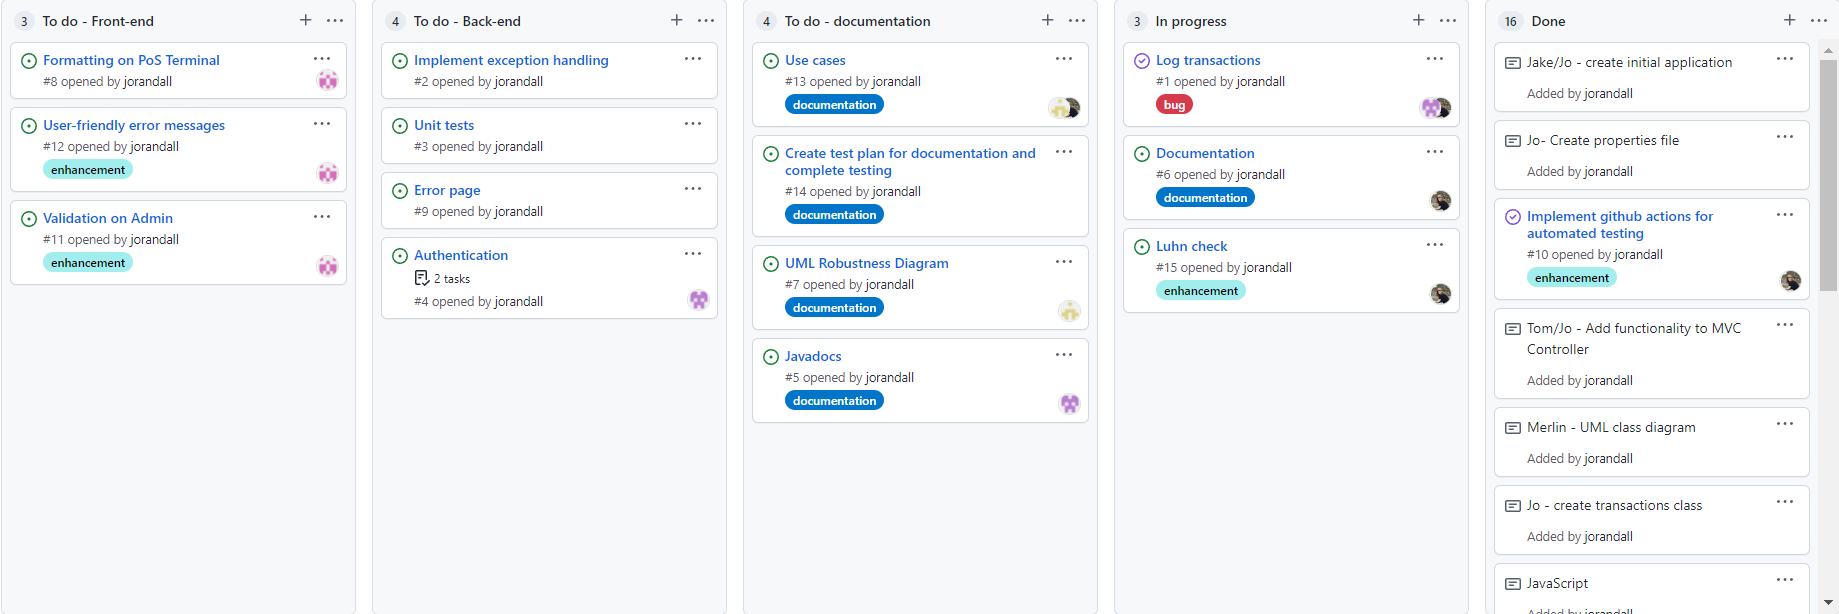 3 To do - Front-end
Formatting on PoS Terminal
#8 opened by jorandall
User-friendly error messages
#12 opened by jorandall
enhancement
Validation on Admin
#11 opened by jorandall
enhancement
4 To do - Back-end
Implement exception handling
#2 opened by jorandall
Unit tests
#3 opened by jorandall
Error page
#9 opened by jorandall
Authentication
2 tasks
#4 opened by jorandall
4 To do - documentation
Use cases
#13 opened by jorandall
documentation
Create test plan for documentation and
complete testing
#14 opened by jorandall
documentation
UML Robustness Diagram
#7 opened by jorandall
documentation
Javadocs
#5 opened by jorandall
documentation
3 In progress
Log transactions
#1 opened by jorandall
bug
Documentation
#6 opened by jorandall
documentation
Luhn check
#15 opened by jorandall
enhancement
16 Done
Jake/Jo - create initial application
Added by jorandall
Jo- Create properties file
Added by jorandall
Implement github actions for
automated testing
#10 opened by jorandall
enhancement
Tom/Jo - Add functionality to MVC
Controller
Added by jorandall
Merlin - UML class diagram
Added by jorandall
Jo - create transactions class
Added by jorandall
JavaScript
Added by jorandall